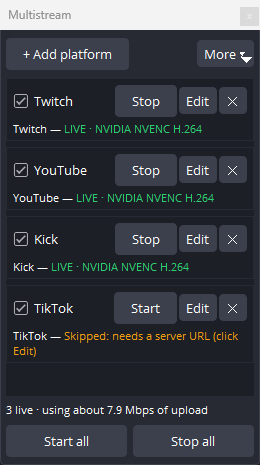 Multistream
+ Add platform
More
Twitch
Stop
Edit
Twitch — LIVE · NVIDIA NVENC H.264
YouTube
Stop
Edit
YouTube — LIVE · NVIDIA NVENC H.264
Kick
Stop
Edit
Kick — LIVE · NVIDIA NVENC H.264
TikTok
Start
Edit
TikTok — Skipped: needs a server URL (click
Edit)
3 live · using about 7.9 Mbps of upload
Start all
Stop all